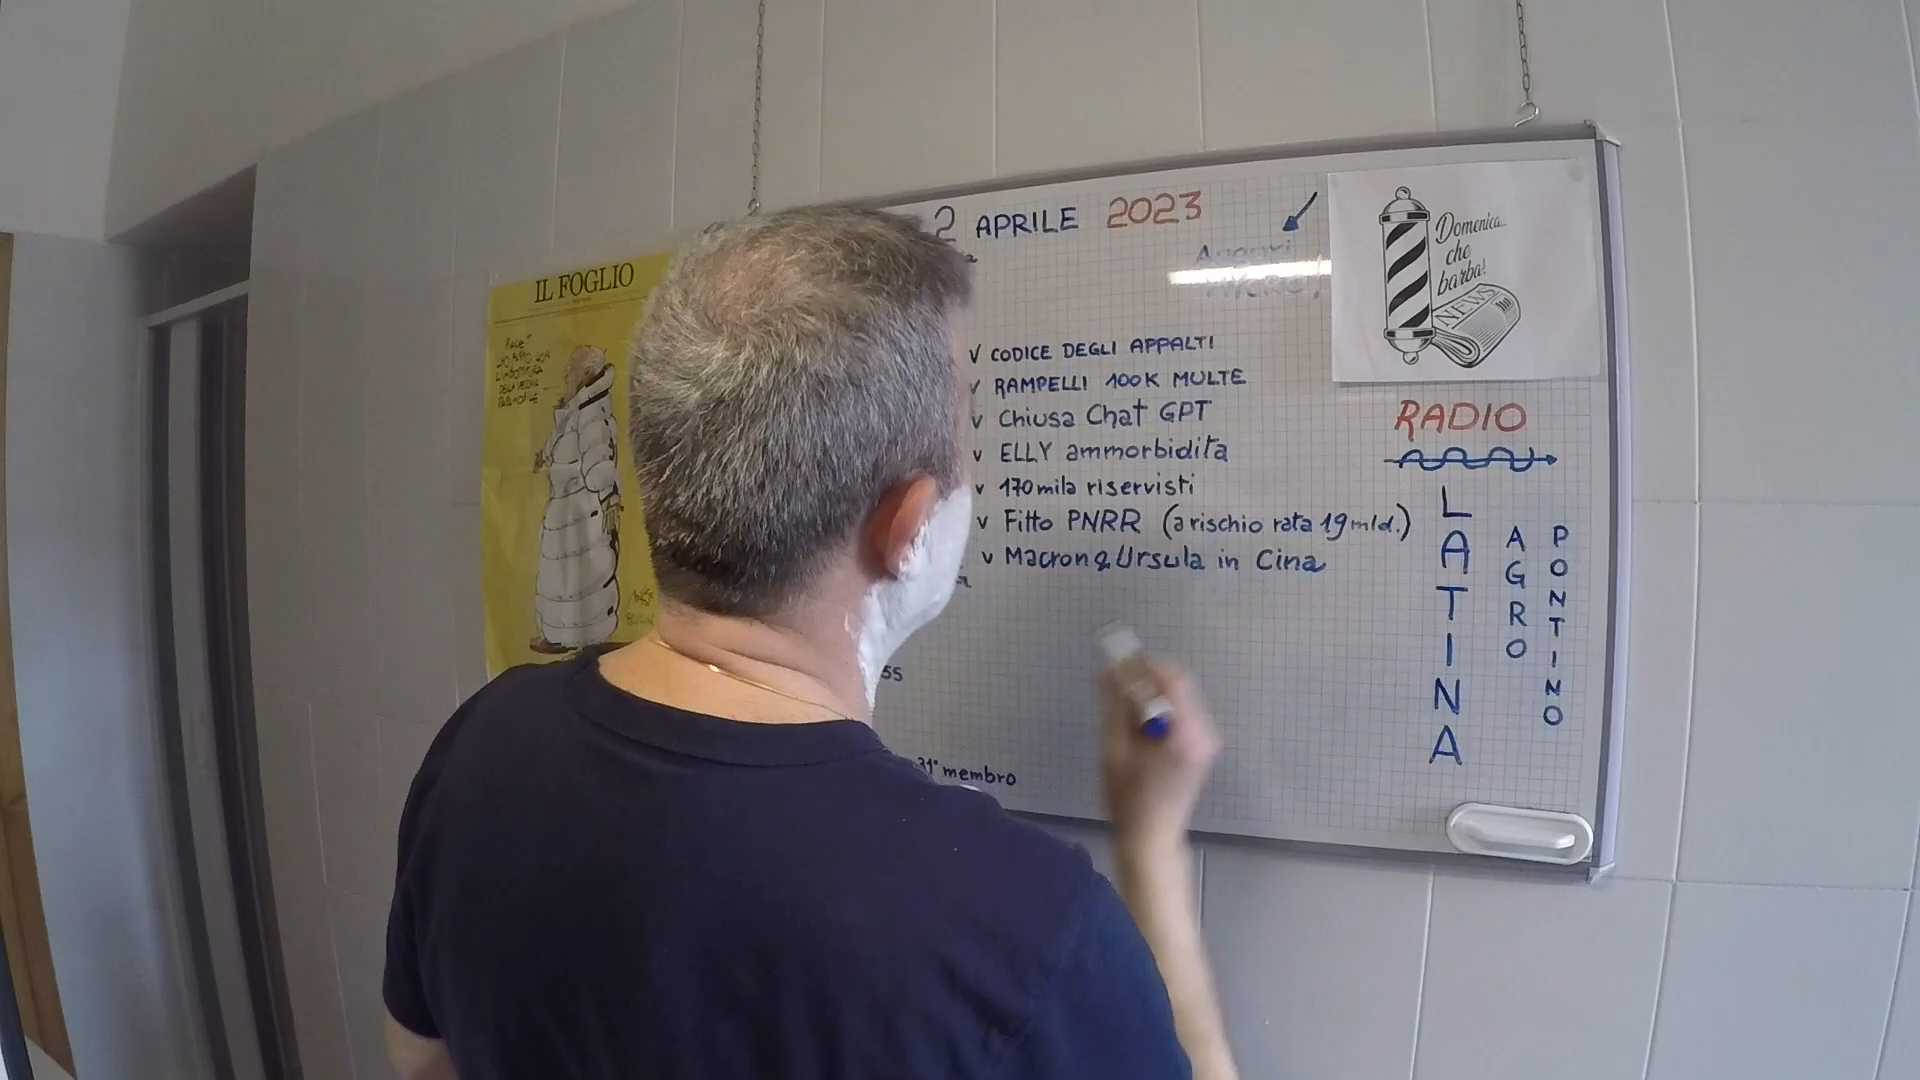 IL FOGLIO
2 APRILE 2023
Auguri
Domenica...
che
barba!
NEWS
v CODICE DEGLI APPALTI
v RAMPELLI 100K MULTE
v Chiusa Chat GPT
v ELLY ammorbidita
v 170mila riservisti
v Fitto PNRR (a rischio rata 19 mld.)
v Macron & Ursula in Cina
ss
31° membro
RADIO
LATINA
AGRO
PONTINO